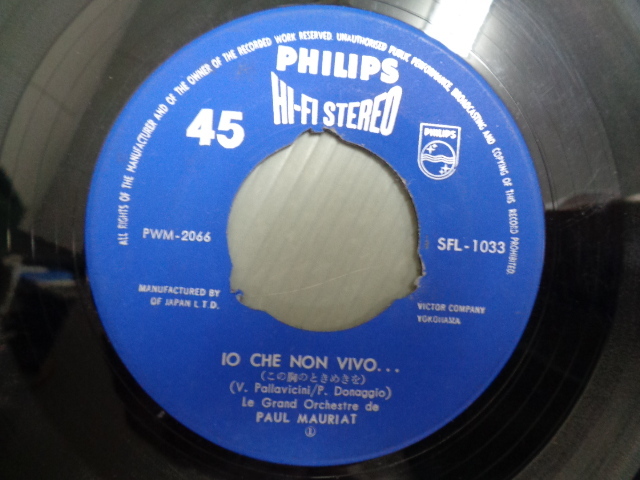 ALL RIGHTS OF THE MANUFACTURER AND OF THE OWNER OF THE RECORDED WORK RESERVED. UNAUTHORISED PUBLIC PERFORMANCE, BROADCASTING AND COPYING OF THIS RECORD PROHIBITED.
PHILIPS
HI-FI STEREO
45
PHILIPS
PWM-2066
SFL-1033
MANUFACTURED BY
OF JAPAN LTD.
VICTOR COMPANY
YOKOHAMA
IO CHE NON VIVO...
(この胸のときめきを)
(V. Pallavicini/P. Donaggio)
Le Grand Orchestre de
PAUL MAURIAT